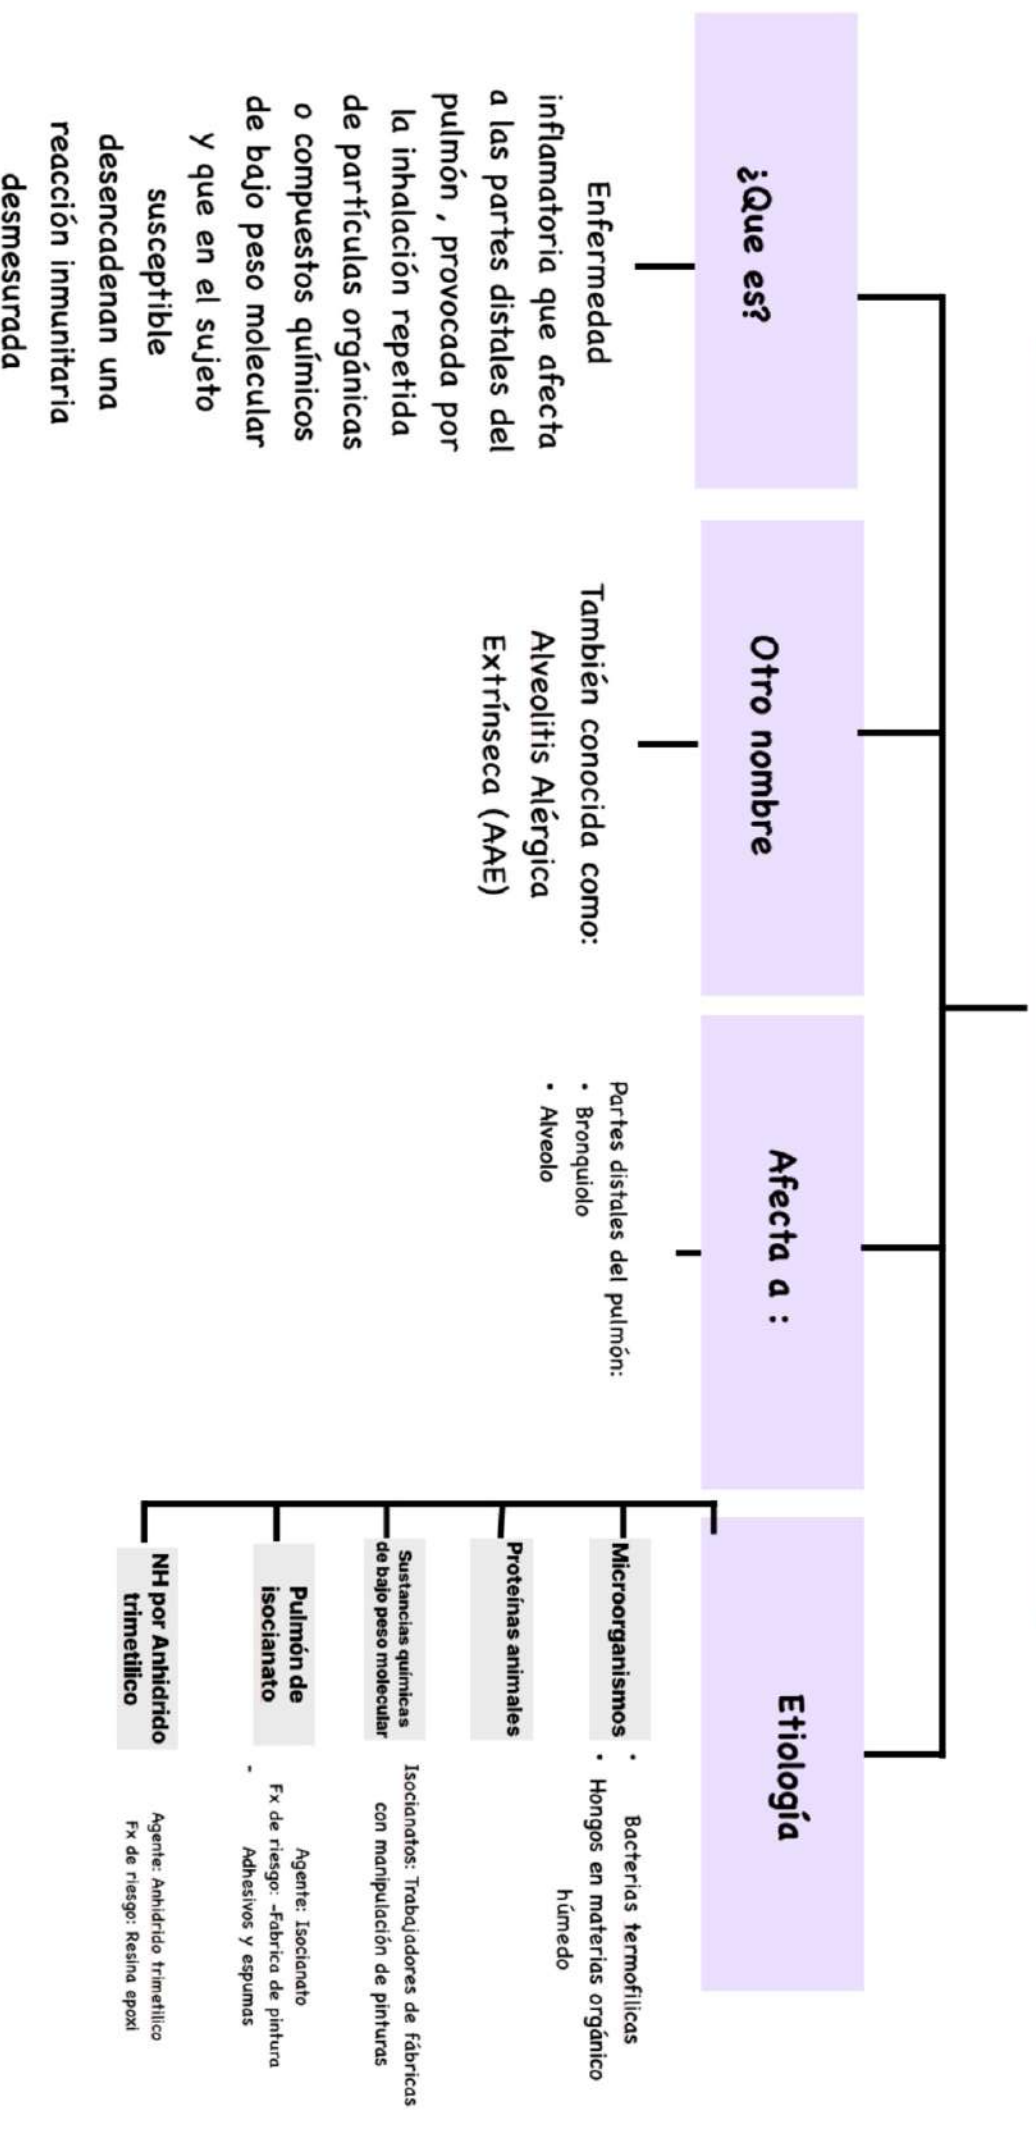 ¿Que es?
Enfermedad
inflamatoria que afecta
a las partes distales del
pulmón , provocada por
la inhalación repetida
de partículas orgánicas
o compuestos químicos
de bajo peso molecular
y que en el sujeto
susceptible
desencadenan una
reacción inmunitaria
desmesurada
Otro nombre
También conocida como:
Alveolitis Alérgica
Extrínseca (AAE)
Afecta a :
Partes distales del pulmón:
• Bronquiolo
• Alveolo
Etiología
Microorganismos
• Bacterias termofilicas
• Hongos en materias orgánico
húmedo
Proteínas animales
Sustancias químicas
de bajo peso molecular
Isocianatos: Trabajadores de fábricas
con manipulación de pinturas
Pulmón de
isocianato
Agente: Isocianato
Fx de riesgo: -Fabrica de pintura
- Adhesivos y espumas
NH por Anhidrido
trimetilico
Agente: Anhidrido trimetilico
Fx de riesgo: Resina epoxi